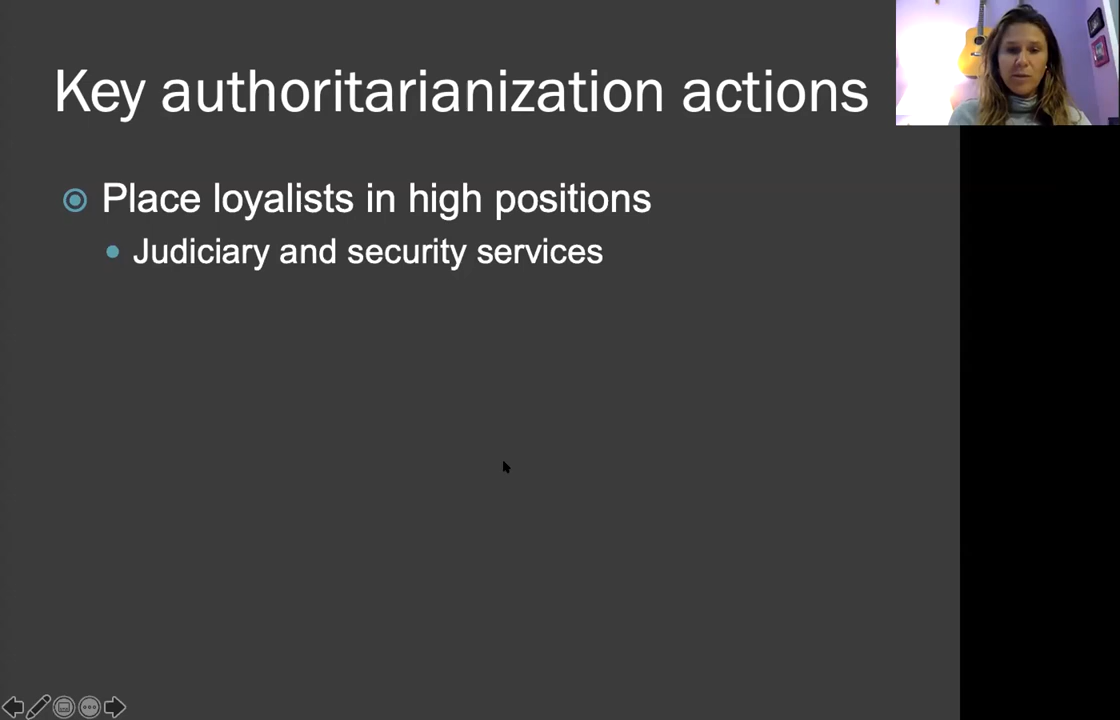 Key authoritarianization actions
Place loyalists in high positions
Judiciary and security services